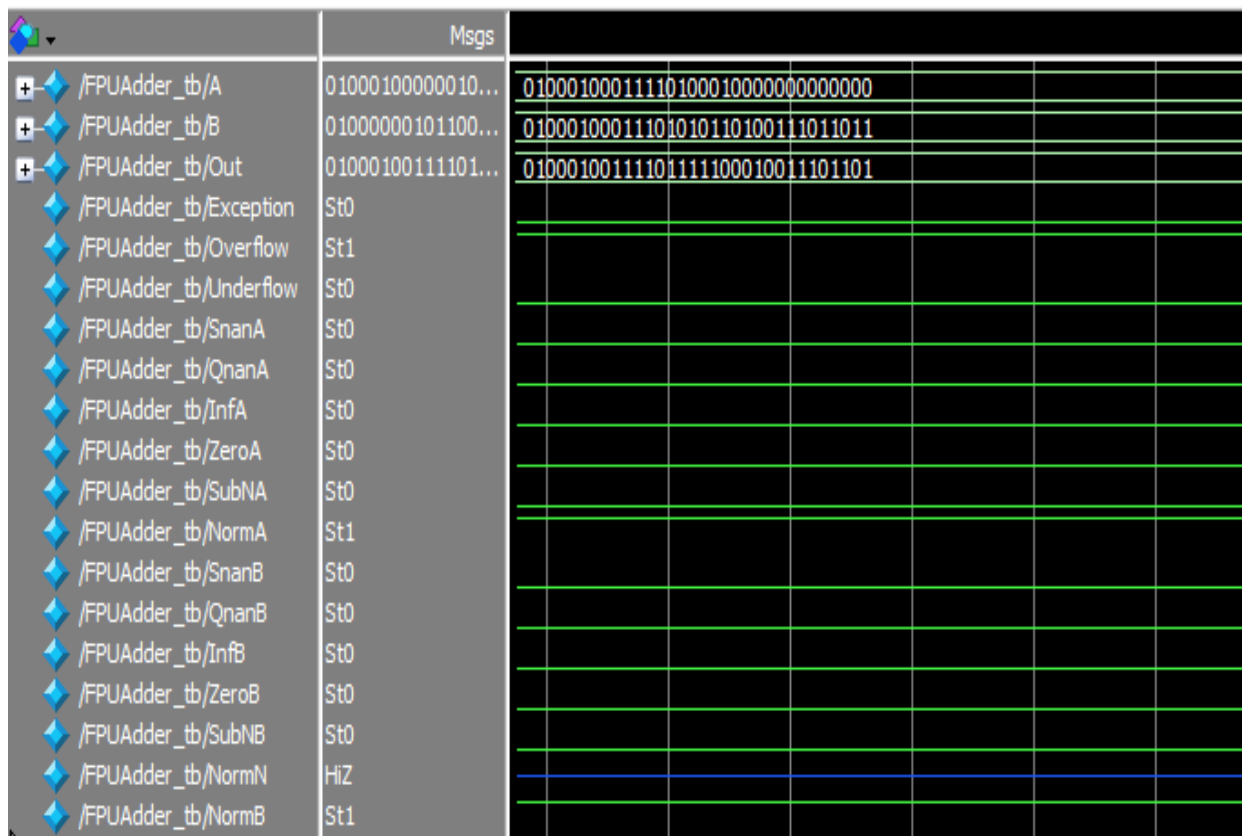 Msgs
/FPUAdder_tb/A 01000100000010... 01000100011110100010000000000000
/FPUAdder_tb/B 01000000101100... 01000100011101010110100111011011
/FPUAdder_tb/Out 01000100111101... 01000100111101111100010011101101
/FPUAdder_tb/Exception St0
/FPUAdder_tb/Overflow St1
/FPUAdder_tb/Underflow St0
/FPUAdder_tb/SnanA St0
/FPUAdder_tb/QnanA St0
/FPUAdder_tb/InfA St0
/FPUAdder_tb/ZeroA St0
/FPUAdder_tb/SubNA St0
/FPUAdder_tb/NormA St1
/FPUAdder_tb/SnanB St0
/FPUAdder_tb/QnanB St0
/FPUAdder_tb/InfB St0
/FPUAdder_tb/ZeroB St0
/FPUAdder_tb/SubNB St0
/FPUAdder_tb/NormN HiZ
/FPUAdder_tb/NormB St1